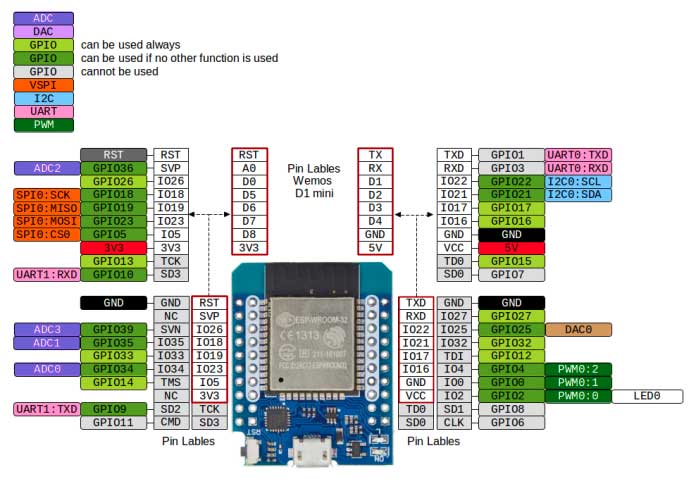 ADC
DAC
GPIO can be used always
GPIO can be used if no other function is used
GPIO cannot be used
VSPI
I2C
UART
PWM
RST RST
ADC2 GPIO36 SVP
GPIO26 IO26
SPI0:SCK GPIO18 IO18
SPI0:MISO GPIO19 IO19
SPI0:MOSI GPIO23 IO23
SPI0:CS0 GPIO5 IO5
3V3 3V3
GPIO13 TCK
UART1:RXD GPIO10 SD3
RST
A0
D0
D5
D6
D7
D8
3V3
Pin Lables
Wemos
D1 mini
TX
RX
D1
D2
D3
D4
GND
5V
TXD GPIO1 UART0:TXD
RXD GPIO3 UART0:RXD
IO22 GPIO22 I2C0:SCL
IO21 GPIO21 I2C0:SDA
IO17 GPIO17
IO16 GPIO16
GND GND
VCC 5V
TD0 GPIO15
SD0 GPIO7
GND GND RST
NC SVP
ADC3 GPIO39 SVN IO26
ADC1 GPIO35 IO35 IO18
GPIO33 IO33 IO19
ADC0 GPIO34 IO34 IO23
GPIO14 TMS IO5
NC 3V3
UART1:TXD GPIO9 SD2 TCK
GPIO11 CMD SD3
Pin Lables
ESP-WROOM-32
RST
ON
TXD GND GND
RXD IO27 GPIO27
IO22 IO25 GPIO25 DAC0
IO21 IO32 GPIO32
IO17 TDI GPIO12
IO16 IO4 GPIO4 PWM0:2
GND IO0 GPIO0 PWM0:1
VCC IO2 GPIO2 PWM0:0 LED0
TD0 SD1 GPIO8
SD0 CLK GPIO6
Pin Lables